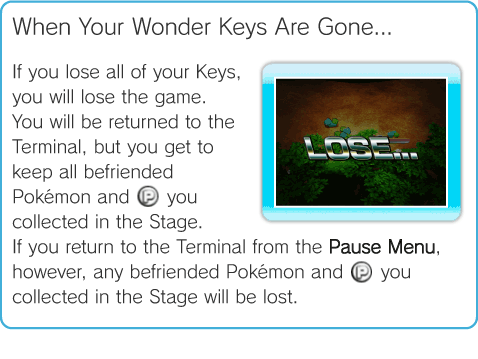 When Your Wonder Keys Are Gone...
If you lose all of your Keys,
you will lose the game.
You will be returned to the
Terminal, but you get to
keep all befriended
Pokémon and Ⓟ you
collected in the Stage.
LOSE...
If you return to the Terminal from the Pause Menu,
however, any befriended Pokémon and Ⓟ you
collected in the Stage will be lost.